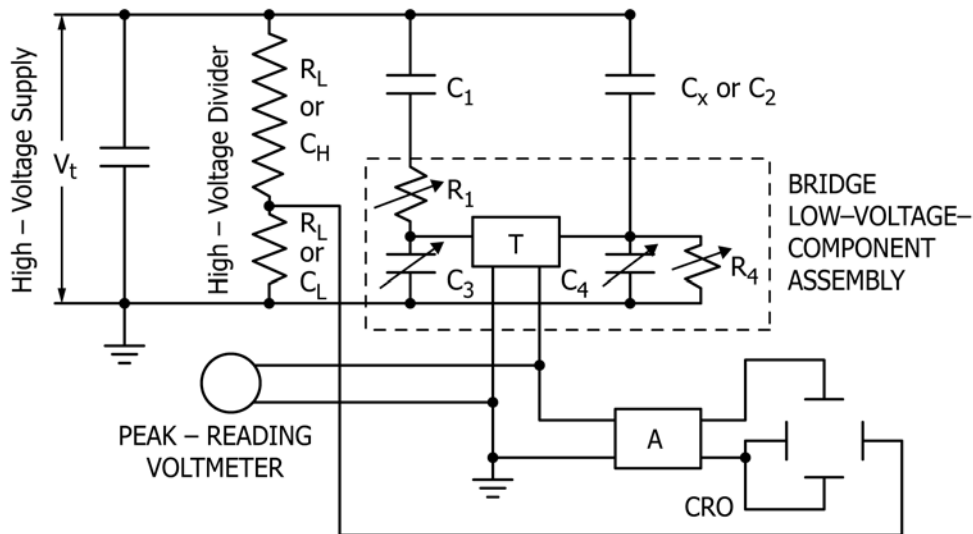 High – Voltage Supply
V_t
High – Voltage Divider
R_L
or
C_H
R_L
or
C_L
C_1
C_x or C_2
R_1
T
C_3
C_4
R_4
BRIDGE
LOW–VOLTAGE–
COMPONENT
ASSEMBLY
PEAK – READING
VOLTMETER
A
CRO